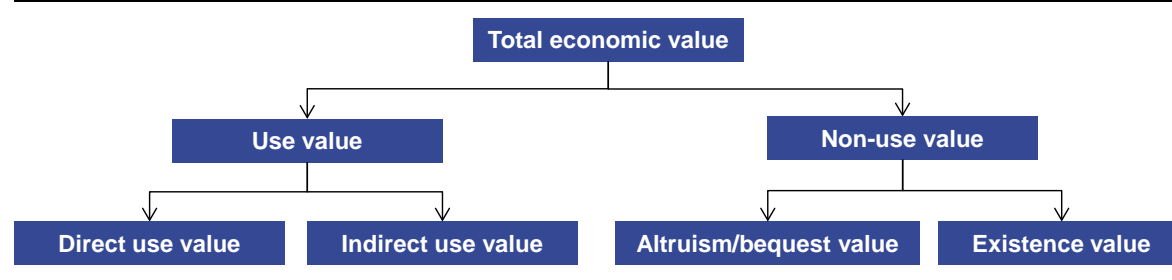 Total economic value
Use value
Non-use value
Direct use value
Indirect use value
Altruism/bequest value
Existence value